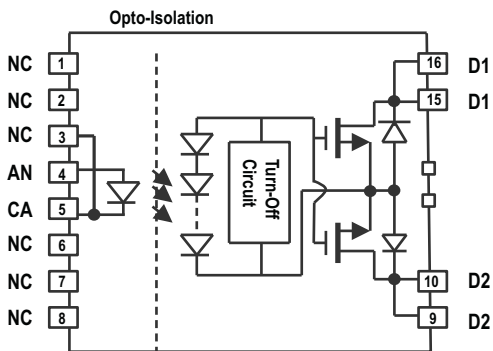 Opto-Isolation
NC 1
NC 2
NC 3
AN 4
CA 5
NC 6
NC 7
NC 8
Turn-Off
Circuit
16 D1
15 D1
10 D2
9 D2